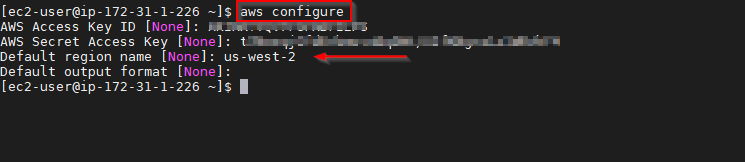 [ec2-user@ip-172-31-1-226 ~]$ aws configure
AWS Access Key ID [None]:
AWS Secret Access Key [None]:
Default region name [None]: us-west-2
Default output format [None]:
[ec2-user@ip-172-31-1-226 ~]$